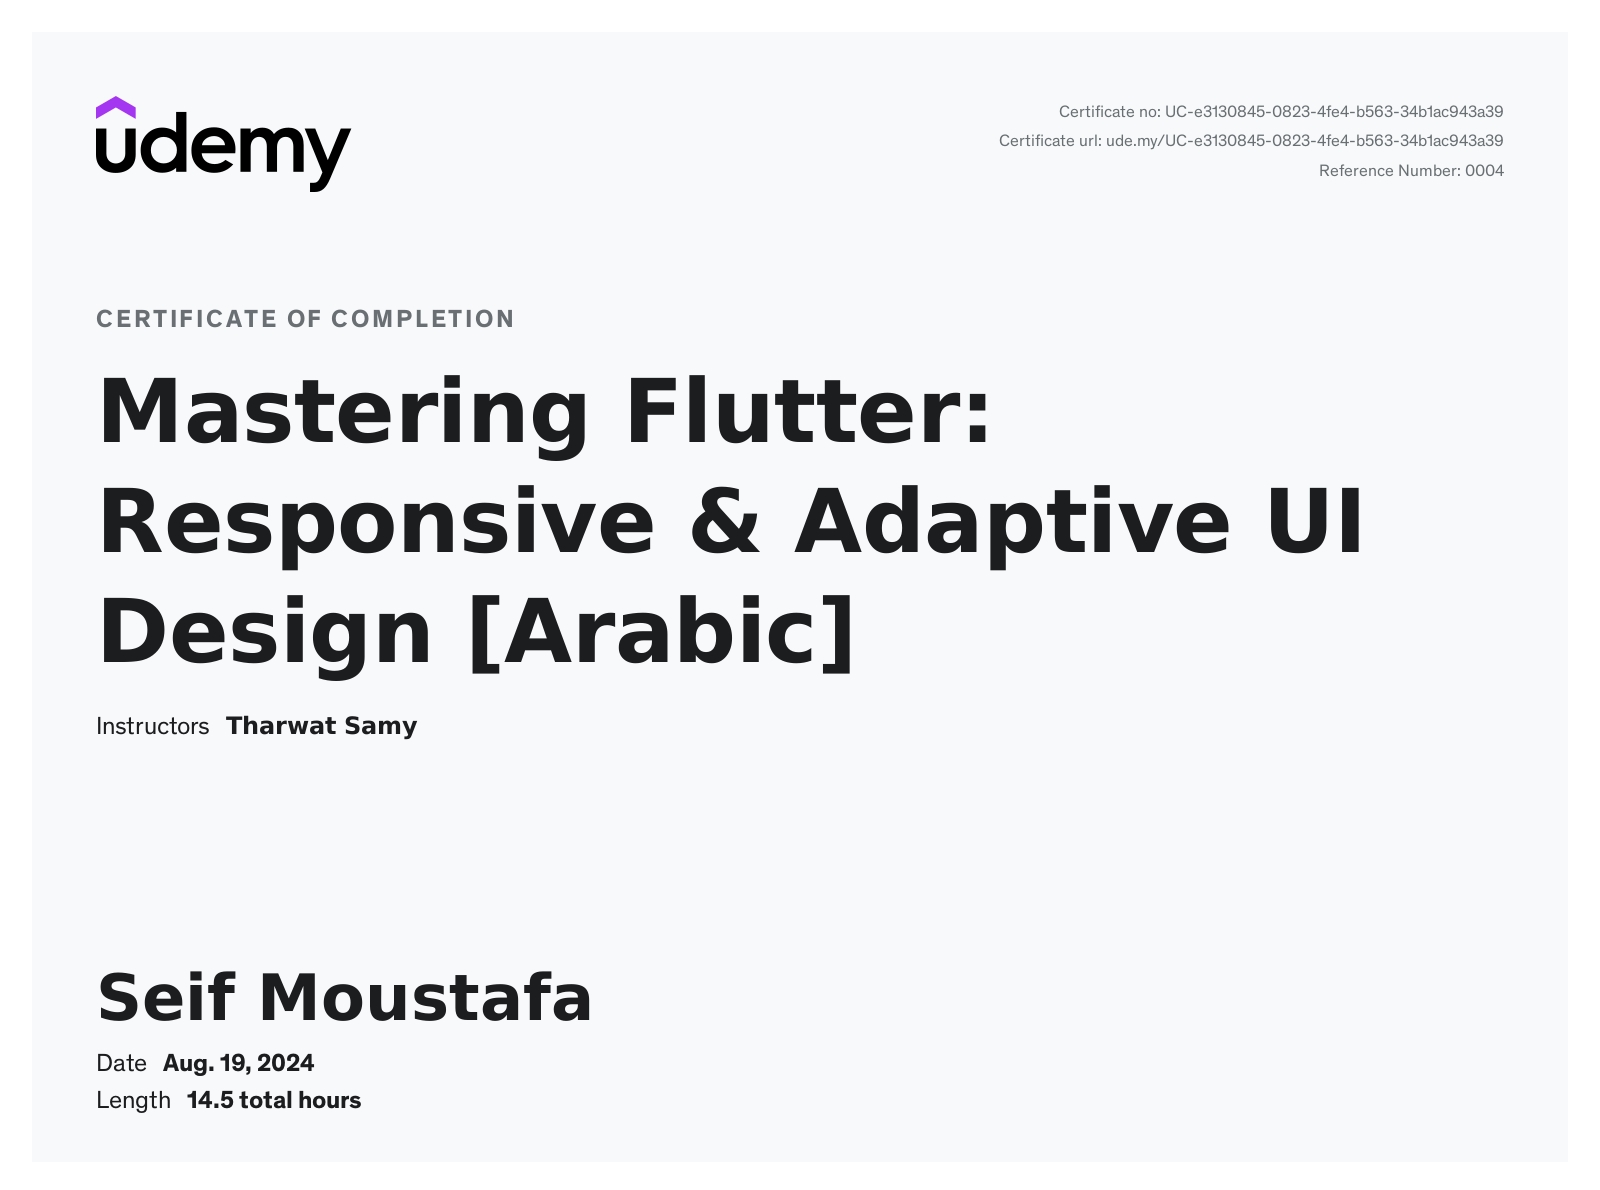 udemy
Certificate no: UC-e3130845-0823-4fe4-b563-34b1ac943a39
Certificate url: ude.my/UC-e3130845-0823-4fe4-b563-34b1ac943a39
Reference Number: 0004
CERTIFICATE OF COMPLETION
Mastering Flutter:
Responsive & Adaptive UI
Design [Arabic]
Instructors Tharwat Samy
Seif Moustafa
Date Aug. 19, 2024
Length 14.5 total hours